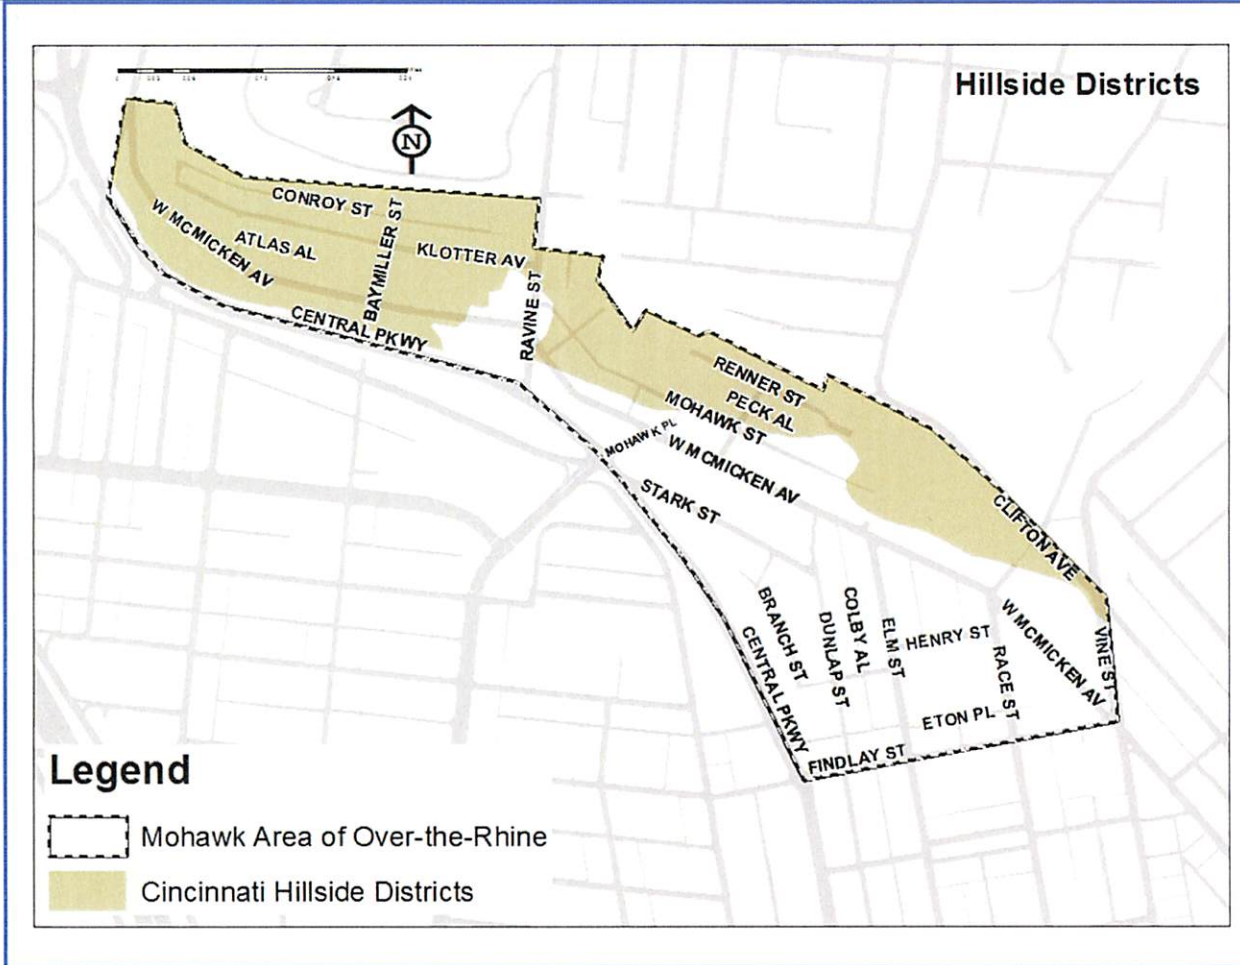 Hillside Districts
N
CONROY ST
W MCMICKEN AV
ATLAS AL
BAYMILLER ST
KLOTTER AV
CENTRAL PKWY
RAVINE ST
RENNER ST
PECK AL
MOHAWK ST
MOHAWK PL
W MCMICKEN AV
STARK ST
CLIFTON AVE
BRANCH ST
COLBY AL
DUNLAP ST
ELM ST
HENRY ST
RACE ST
W MCMICKEN AV
VINE ST
CENTRAL PKWY
ETON PL
FINDLAY ST
Legend
Mohawk Area of Over-the-Rhine
Cincinnati Hillside Districts